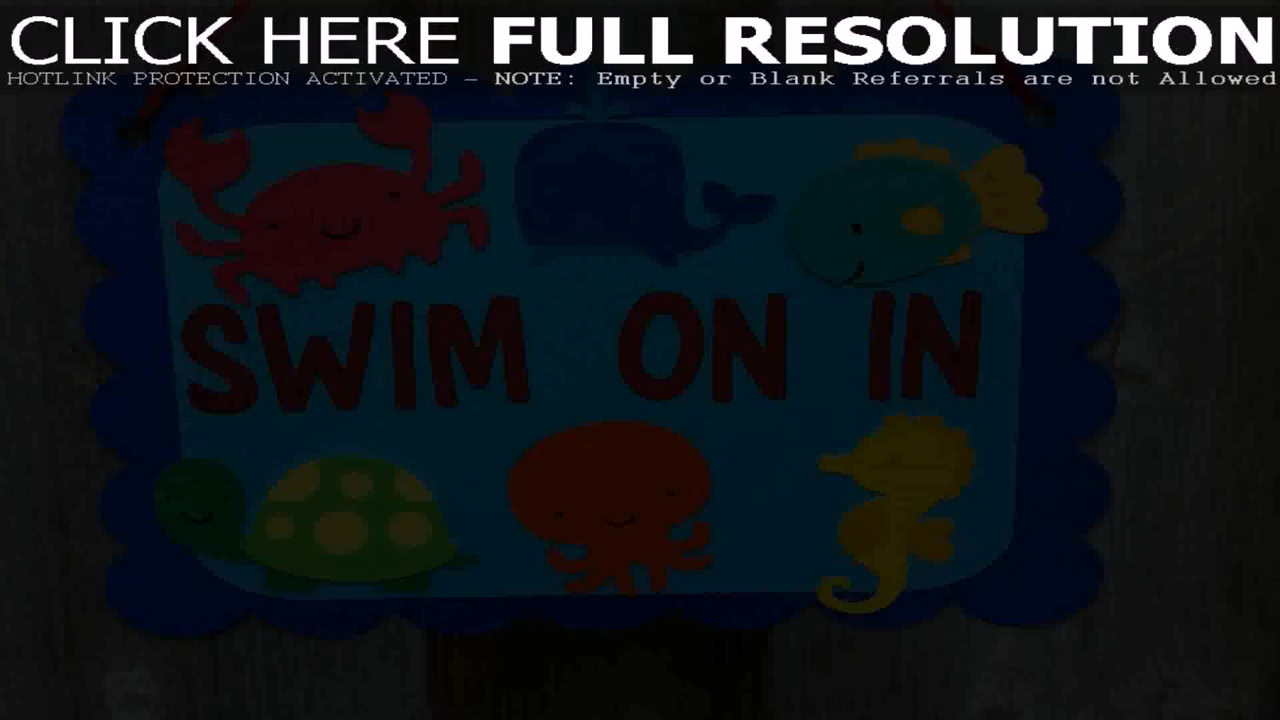 CLICK HERE FULL RESOLUTION
HOTLINK PROTECTION ACTIVATED – NOTE: Empty or Blank Referrals are not Allowed
SWIM ON IN